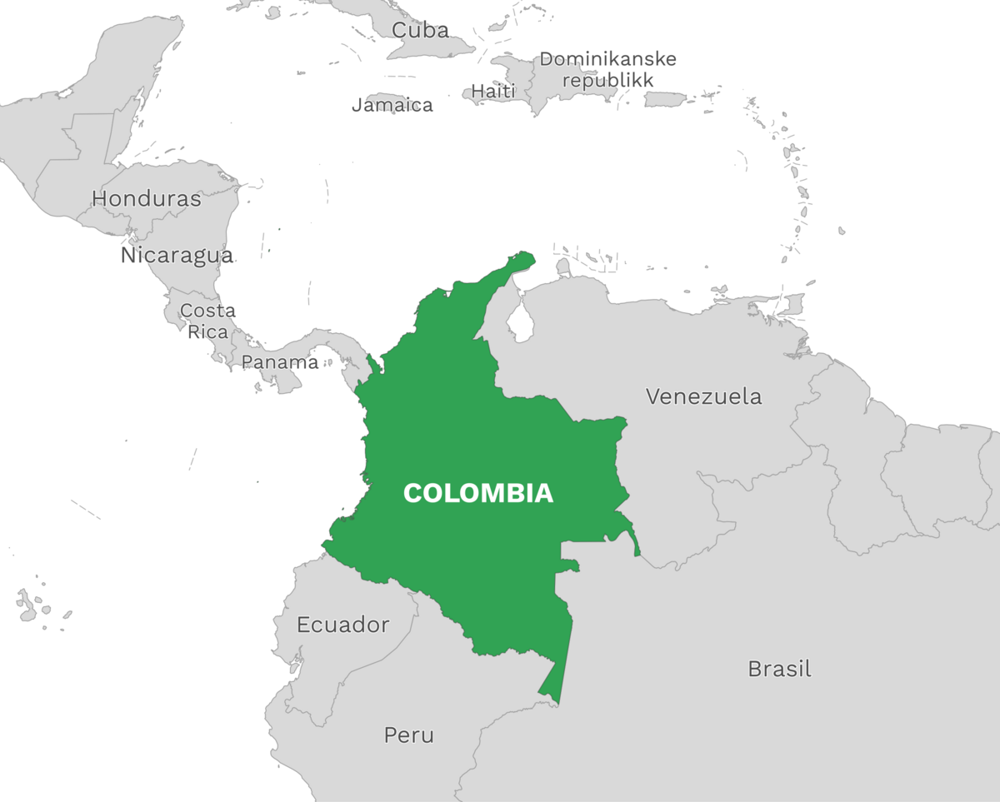 Cuba
Dominikanske
republikk
Haiti
Jamaica
Honduras
Nicaragua
Costa
Rica
Panama
Venezuela
COLOMBIA
Ecuador
Brasil
Peru